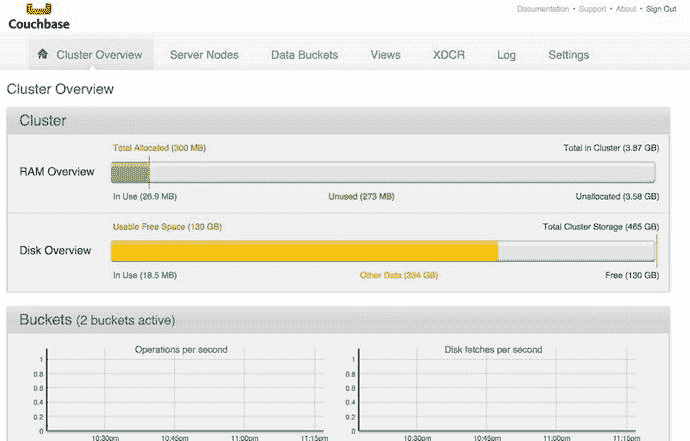 Documentation • Support • About • Sign Out
Couchbase
Cluster Overview Server Nodes Data Buckets Views XDCR Log Settings
Cluster Overview
Cluster
Total Allocated (300 MB) Total in Cluster (3.87 GB)
RAM Overview
In Use (26.9 MB) Unused (273 MB) Unallocated (3.58 GB)
Usable Free Space (130 GB) Total Cluster Storage (465 GB)
Disk Overview
In Use (18.5 MB) Other Data (334 GB) Free (130 GB)
Buckets (2 buckets active)
Operations per second Disk fetches per second
1 1
0.8 0.8
0.6 0.6
0.4 0.4
0.2 0.2
0 0
10:30pm 10:45pm 11:00pm 11:15pm 10:30pm 10:45pm 11:00pm 11:15pm